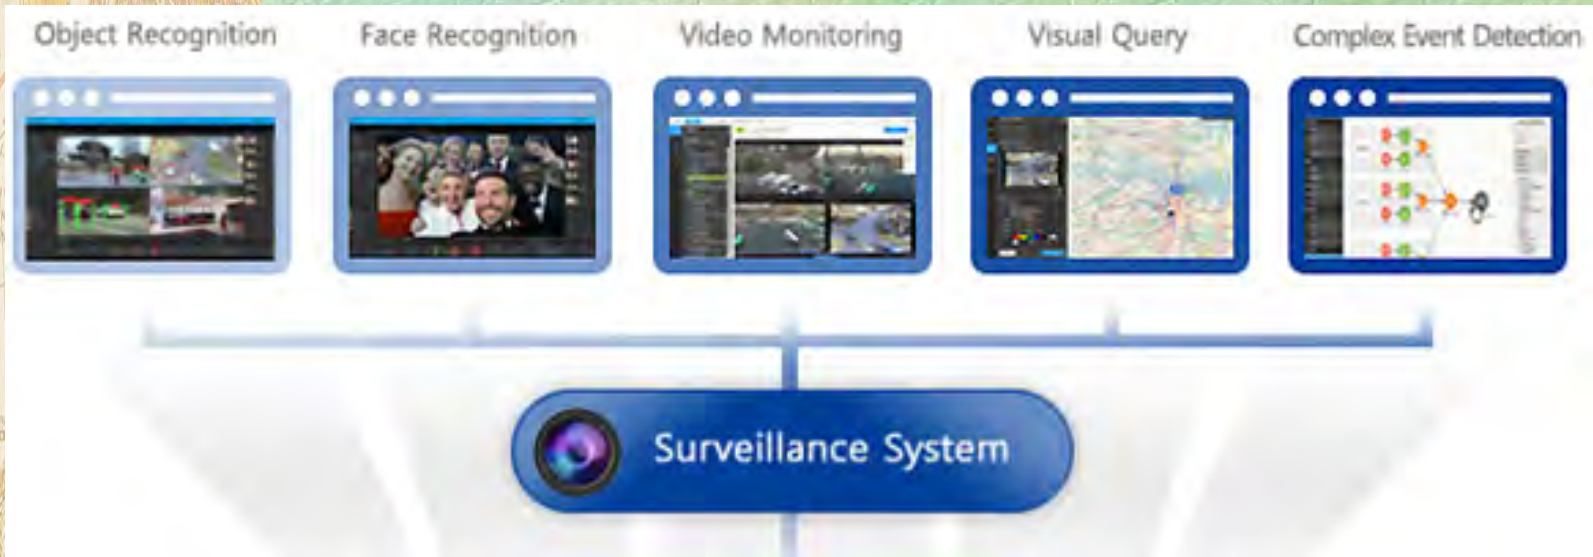 Object Recognition
Face Recognition
Video Monitoring
Visual Query
Complex Event Detection
Surveillance System